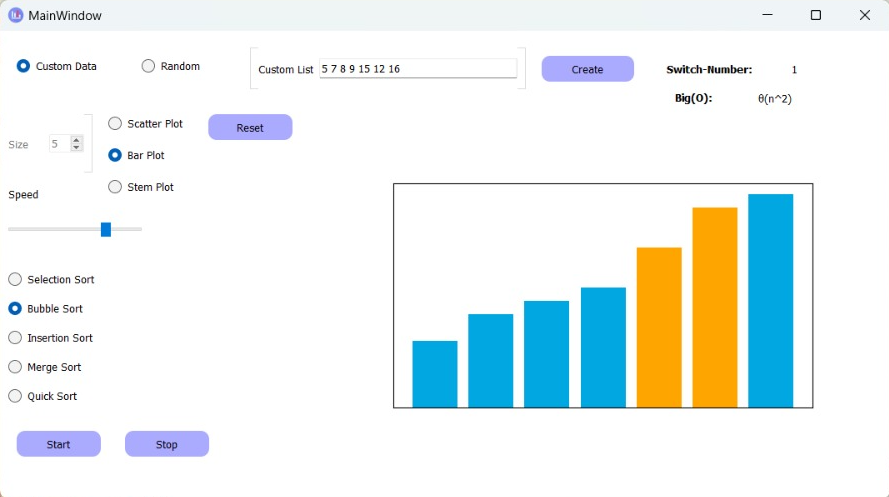 MainWindow
Custom Data
Random
Custom List
5 7 8 9 15 12 16
Create
Switch-Number: 1
Big(O): θ(n^2)
Size
5
Scatter Plot
Bar Plot
Stem Plot
Reset
Speed
Selection Sort
Bubble Sort
Insertion Sort
Merge Sort
Quick Sort
Start
Stop